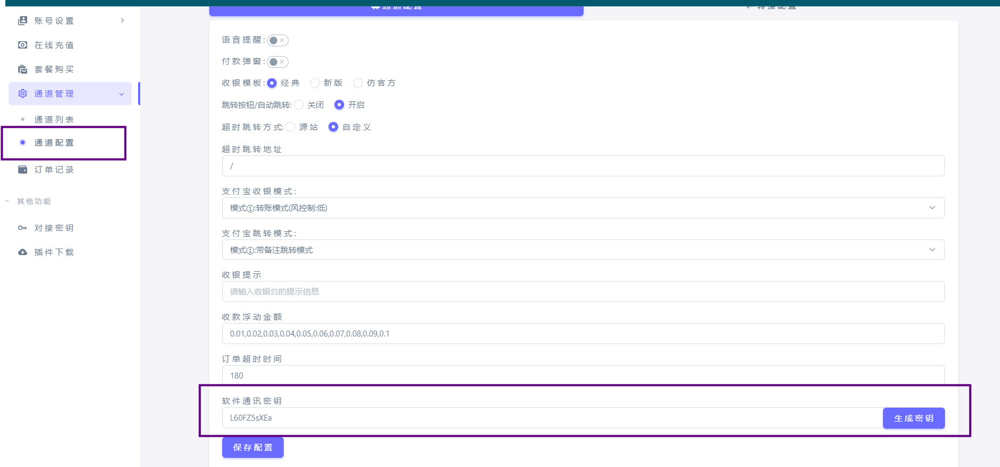 账号设置
在线充值
套餐购买
通道管理
通道列表
通道配置
订单记录
其他功能
对接密钥
插件下载
通道配置
转接配置
语音提醒:
付款弹窗:
收银模板: 经典 新版 仿官方
跳转按钮/自动跳转: 关闭 开启
超时跳转方式: 源站 自定义
超时跳转地址
/
支付宝收银模式:
模式①:转账模式(风控制:低)
支付宝跳转模式:
模式①:带备注跳转模式
收银提示
请输入收银台的提示信息
收款浮动金额
0.01,0.02,0.03,0.04,0.05,0.06,0.07,0.08,0.09,0.1
订单超时时间
180
软件通讯密钥
L60FZ5sXEa 生成密钥
保存配置